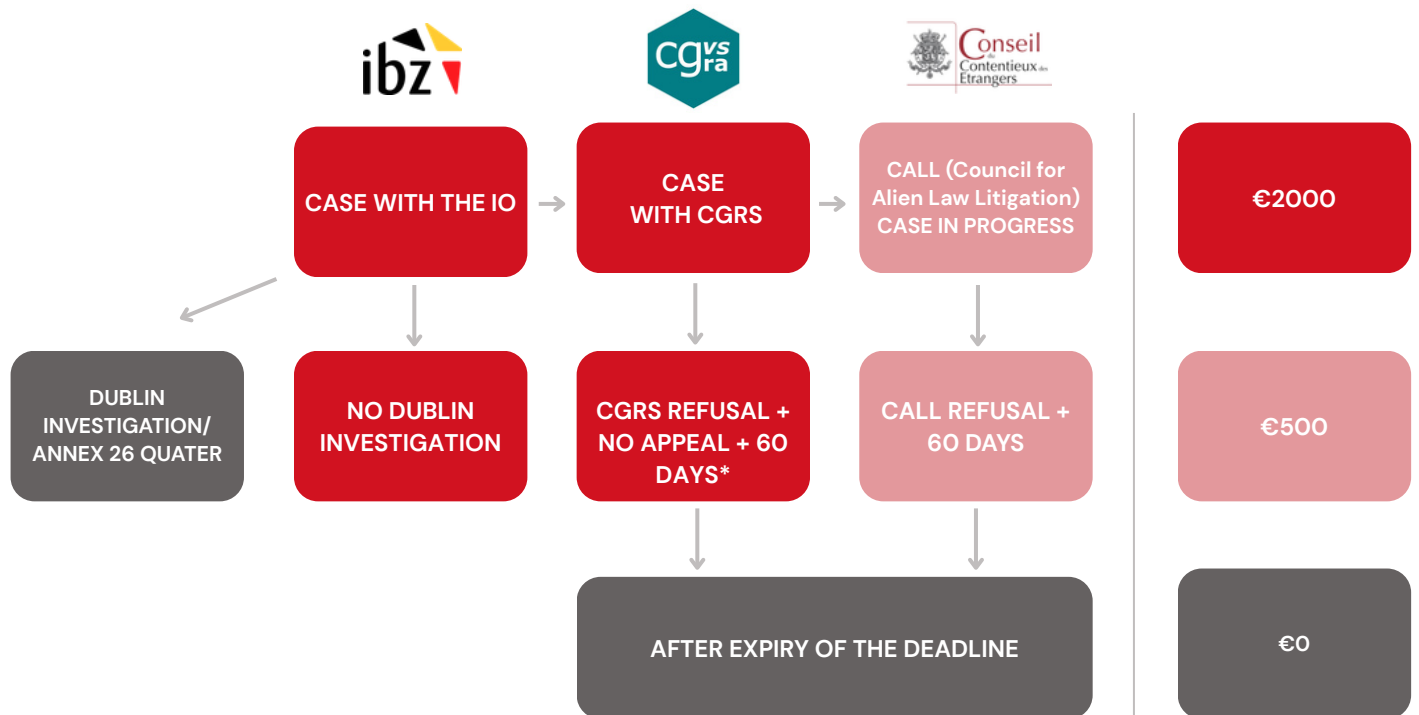 ibz
cgvs
ra
Conseil
du
Contentieux des
Etrangers
CASE WITH THE IO
CASE
WITH CGRS
CALL (Council for
Alien Law Litigation)
CASE IN PROGRESS
€2000
DUBLIN
INVESTIGATION/
ANNEX 26 QUATER
NO DUBLIN
INVESTIGATION
CGRS REFUSAL +
NO APPEAL + 60
DAYS*
CALL REFUSAL +
60 DAYS
€500
AFTER EXPIRY OF THE DEADLINE
€0